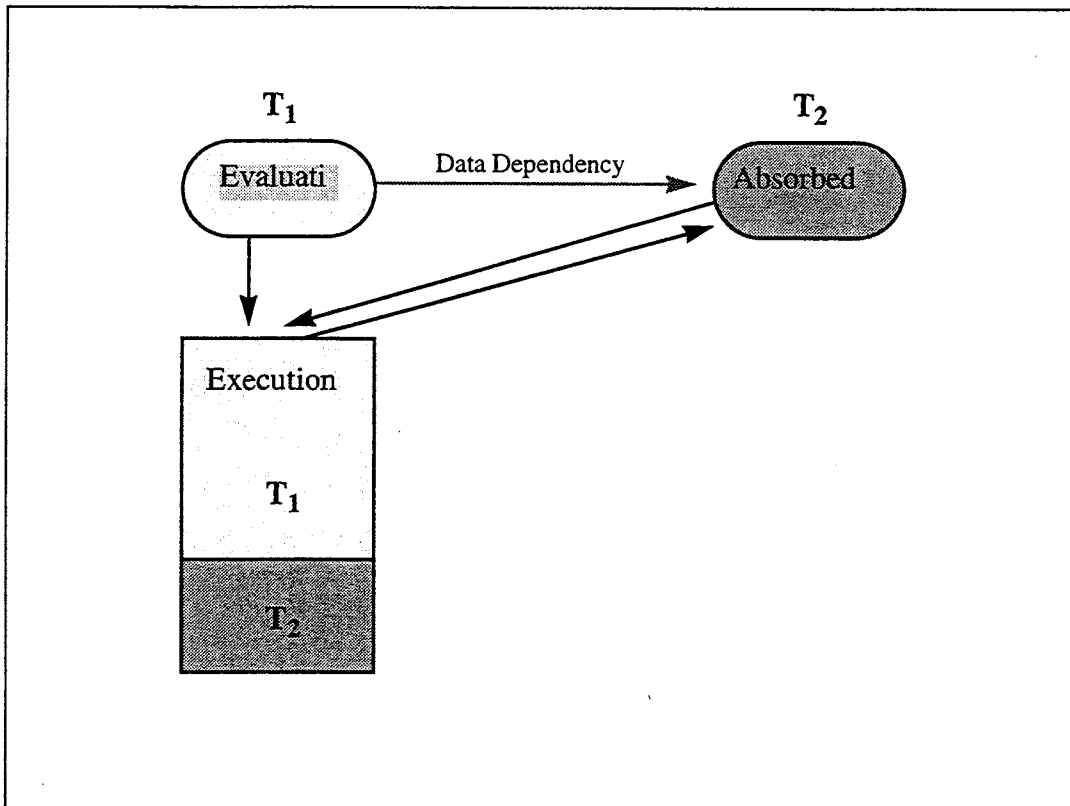 T1
T2
Evaluati
Data Dependency
Absorbed
Execution
T1
T2